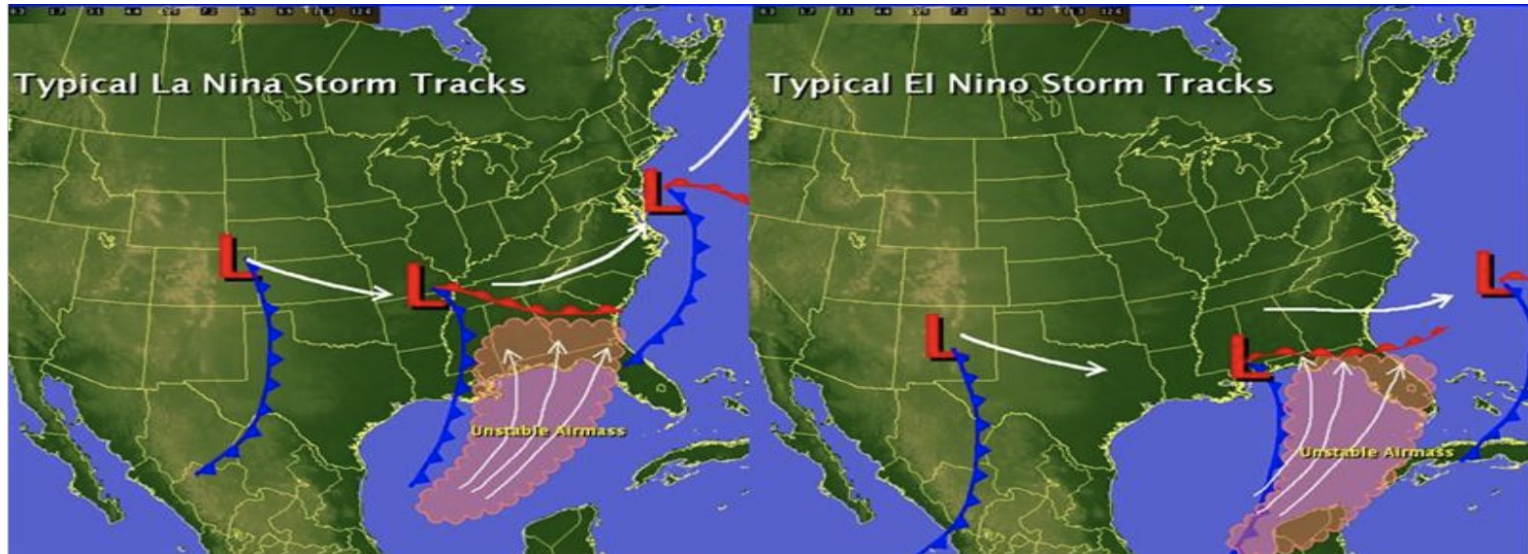 Typical La Nina Storm Tracks
L
L
L
Unstable Airmass
Typical El Nino Storm Tracks
L
L
L
Unstable Airmass